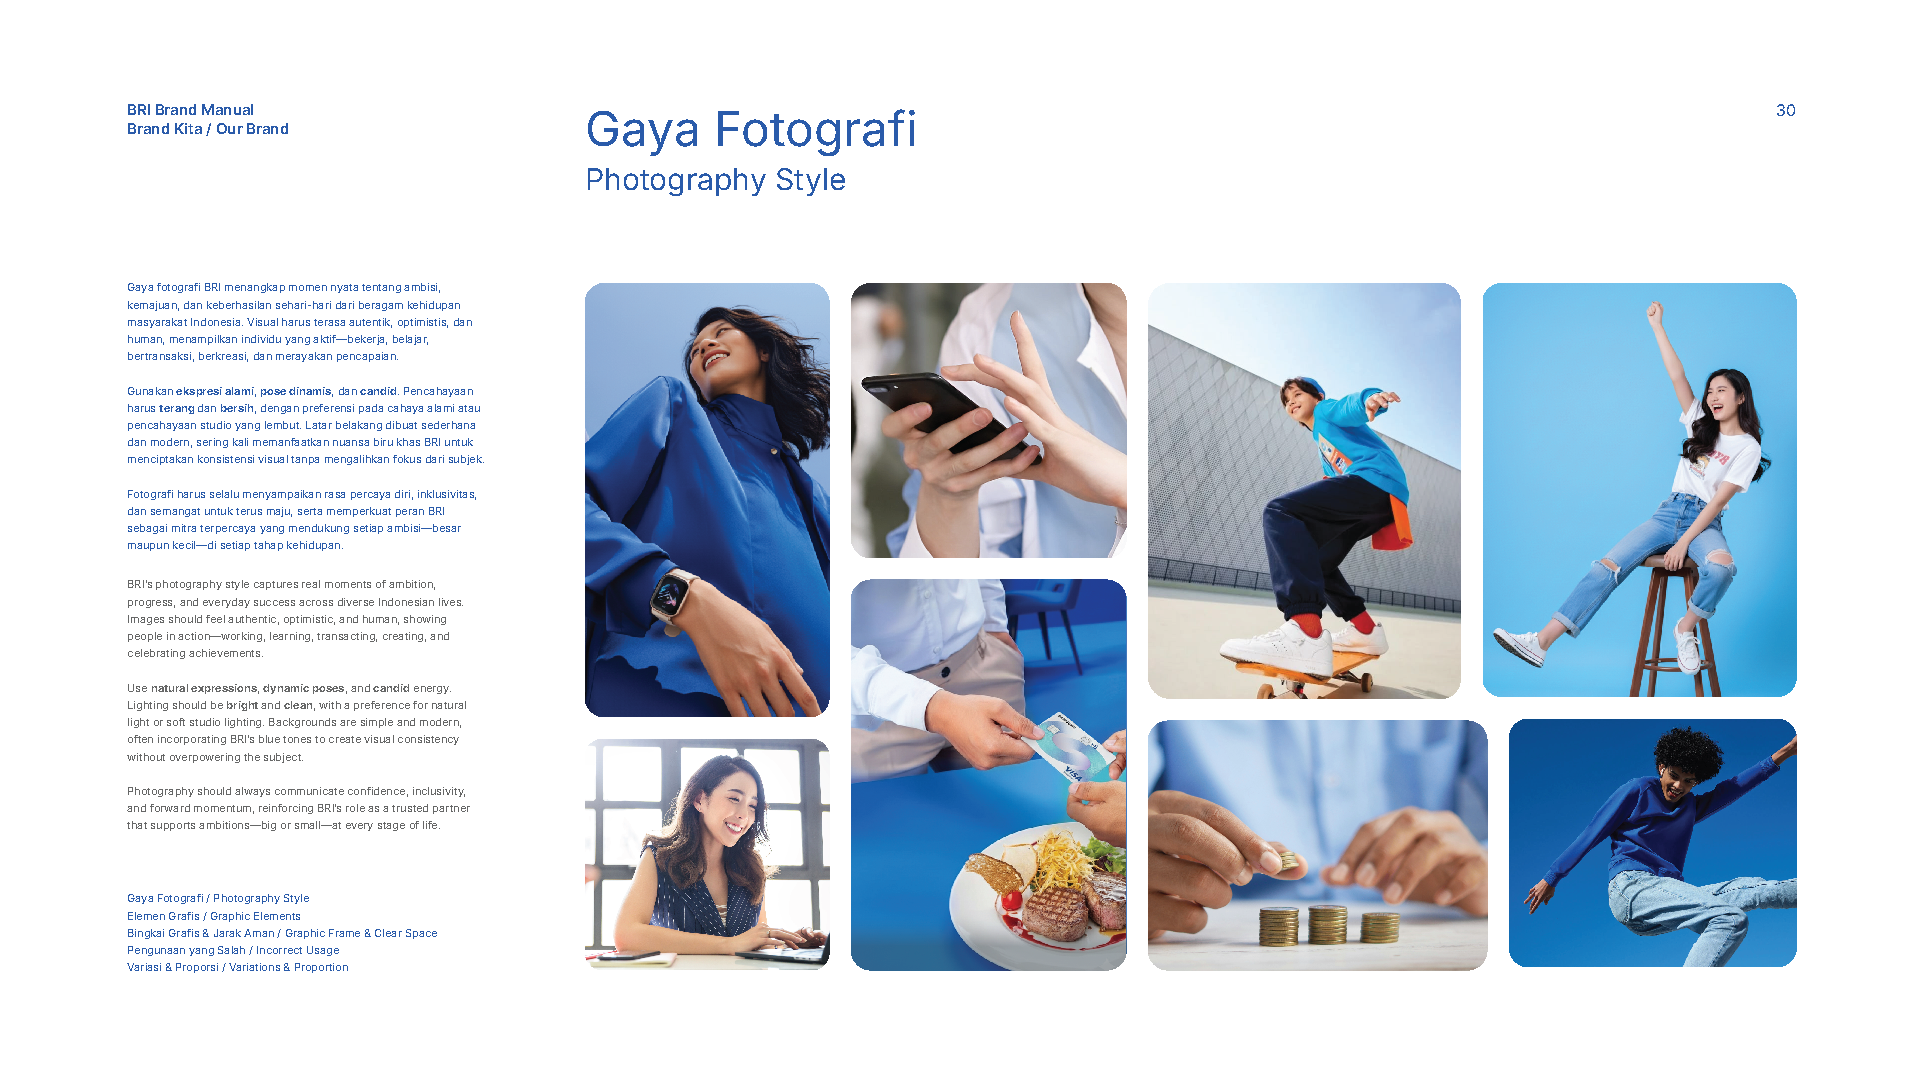 BRI Brand Manual
Brand Kita / Our Brand
Gaya Fotografi
Photography Style
30
Gaya fotografi BRI menangkap momen nyata tentang ambisi,
kemajuan, dan keberhasilan sehari-hari dari beragam kehidupan
masyarakat Indonesia. Visual harus terasa autentik, optimistis, dan
human, menampilkan individu yang aktif—bekerja, belajar,
bertransaksi, berkreasi, dan merayakan pencapaian.
Gunakan ekspresi alami, pose dinamis, dan candid. Pencahayaan
harus terang dan bersih, dengan preferensi pada cahaya alami atau
pencahayaan studio yang lembut. Latar belakang dibuat sederhana
dan modern, sering kali memanfaatkan nuansa biru khas BRI untuk
menciptakan konsistensi visual tanpa mengalihkan fokus dari subjek.
Fotografi harus selalu menyampaikan rasa percaya diri, inklusivitas,
dan semangat untuk terus maju, serta memperkuat peran BRI
sebagai mitra terpercaya yang mendukung setiap ambisi—besar
maupun kecil—di setiap tahap kehidupan.
BRI's photography style captures real moments of ambition,
progress, and everyday success across diverse Indonesian lives.
Images should feel authentic, optimistic, and human, showing
people in action—working, learning, transacting, creating, and
celebrating achievements.
Use natural expressions, dynamic poses, and candid energy.
Lighting should be bright and clean, with a preference for natural
light or soft studio lighting. Backgrounds are simple and modern,
often incorporating BRI's blue tones to create visual consistency
without overpowering the subject.
Photography should always communicate confidence, inclusivity,
and forward momentum, reinforcing BRI's role as a trusted partner
that supports ambitions—big or small—at every stage of life.
Gaya Fotografi / Photography Style
Elemen Grafis / Graphic Elements
Bingkai Grafis & Jarak Aman / Graphic Frame & Clear Space
Pengunaan yang Salah / Incorrect Usage
Variasi & Proporsi / Variations & Proportion
VISA